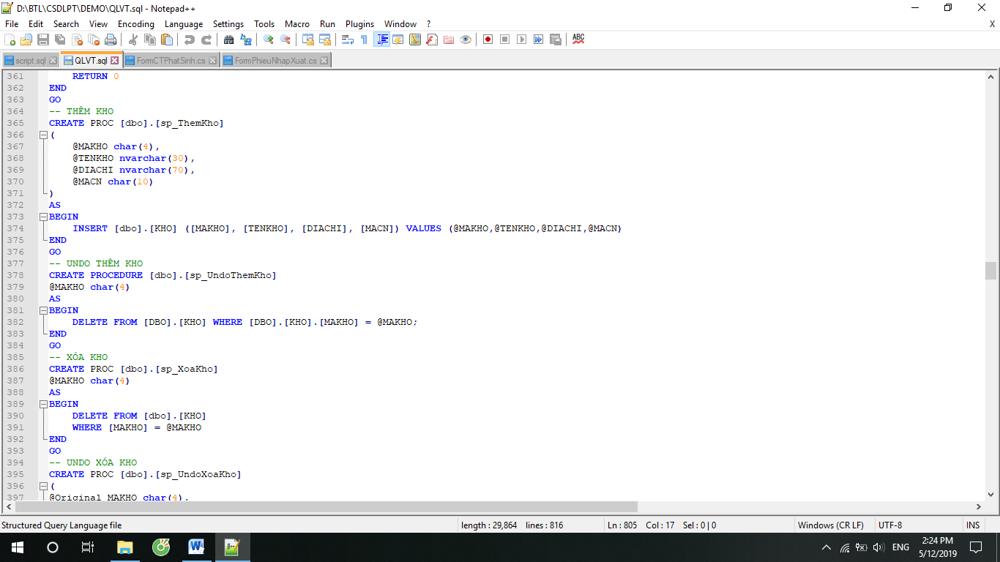 D:\BTL\CSDLPT\DEMO\QLVT.sql - Notepad++
File Edit Search View Encoding Language Settings Tools Macro Run Plugins Window ? X
script.sql QLVT.sql FormCTPhatSinh.cs FormPhieuNhapXuat.cs
361 RETURN 0
362 END
363 GO
364 -- THÊM KHO
365 CREATE PROC [dbo].[sp_ThemKho]
366 (
367 @MAKHO char(4),
368 @TENKHO nvarchar(30),
369 @DIACHI nvarchar(70),
370 @MACN char(10)
371 )
372 AS
373 BEGIN
374 INSERT [dbo].[KHO] ([MAKHO], [TENKHO], [DIACHI], [MACN]) VALUES (@MAKHO,@TENKHO,@DIACHI,@MACN)
375 END
376 GO
377 -- UNDO THÊM KHO
378 CREATE PROCEDURE [dbo].[sp_UndoThemKho]
379 @MAKHO char(4)
380 AS
381 BEGIN
382 DELETE FROM [DBO].[KHO] WHERE [DBO].[KHO].[MAKHO] = @MAKHO;
383 END
384 GO
385 -- XÓA KHO
386 CREATE PROC [dbo].[sp_XoaKho]
387 @MAKHO char(4)
388 AS
389 BEGIN
390 DELETE FROM [dbo].[KHO]
391 WHERE [MAKHO] = @MAKHO
392 END
393 GO
394 -- UNDO XÓA KHO
395 CREATE PROC [dbo].[sp_UndoXoaKho]
396 (
397 @Original_MAKHO char(4),
Structured Query Language file length : 29,864 lines : 816 Ln : 805 Col : 17 Sel : 0 | 0 Windows (CR LF) UTF-8 INS
ENG 2:24 PM
5/12/2019